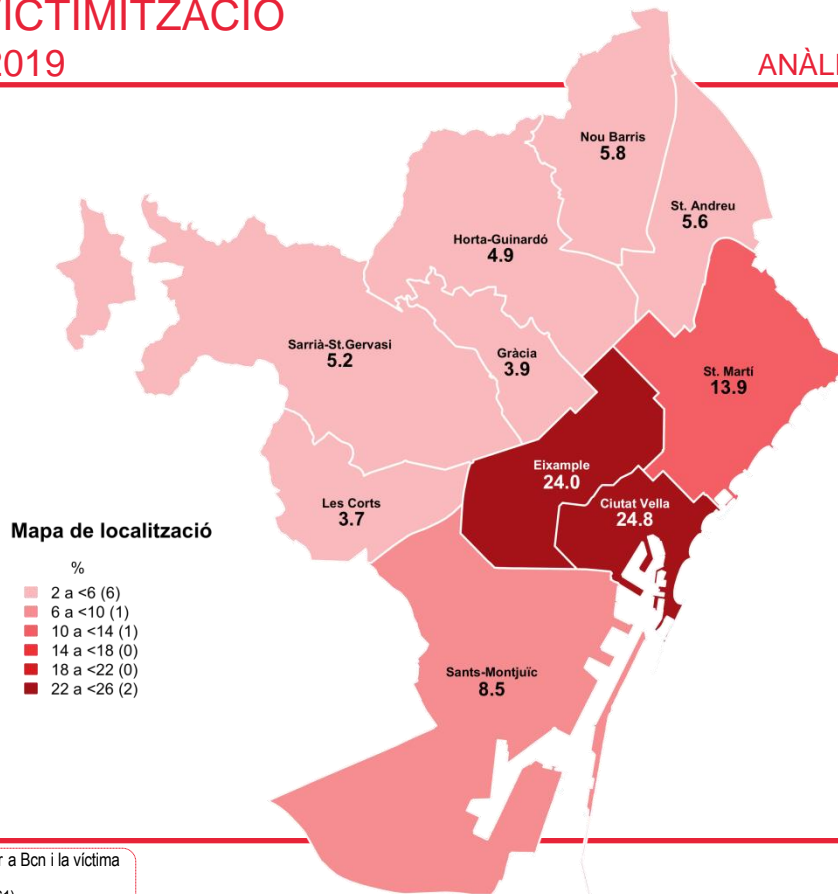 VICTIMITZACIÓ
2019
ANÀLI
Nou Barris
5.8
St. Andreu
5.6
Horta-Guinardó
4.9
Sarrià-St.Gervasi
5.2
Gràcia
3.9
St. Martí
13.9
Eixample
24.0
Ciutat Vella
24.8
Les Corts
3.7
Mapa de localització
%
2 a <6 (6)
6 a <10 (1)
10 a <14 (1)
14 a <18 (0)
18 a <22 (0)
22 a <26 (2)
Sants-Montjuïc
8.5
r a Bcn i la víctima